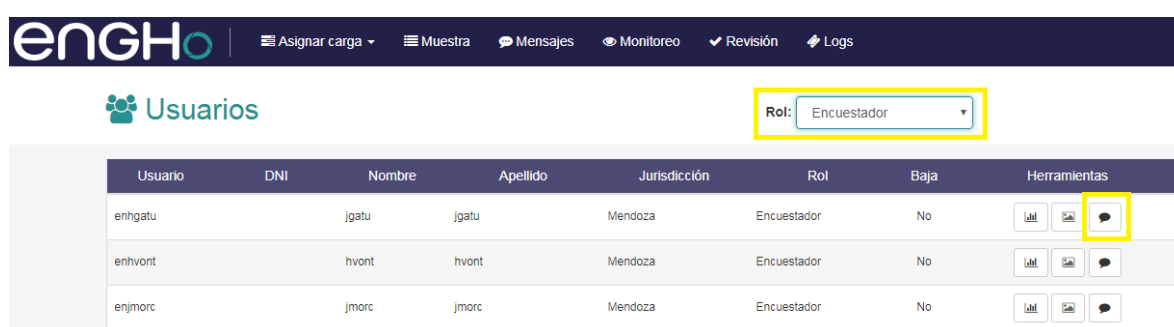 enGHo Asignar carga Muestra Mensajes Monitoreo Revisión Logs
Usuarios Rol: Encuestador
Usuario DNI Nombre Apellido Jurisdicción Rol Baja Herramientas
enhgatu jgatu jgatu Mendoza Encuestador No
enhvont hvont hvont Mendoza Encuestador No
enjmorc jmorc jmorc Mendoza Encuestador No